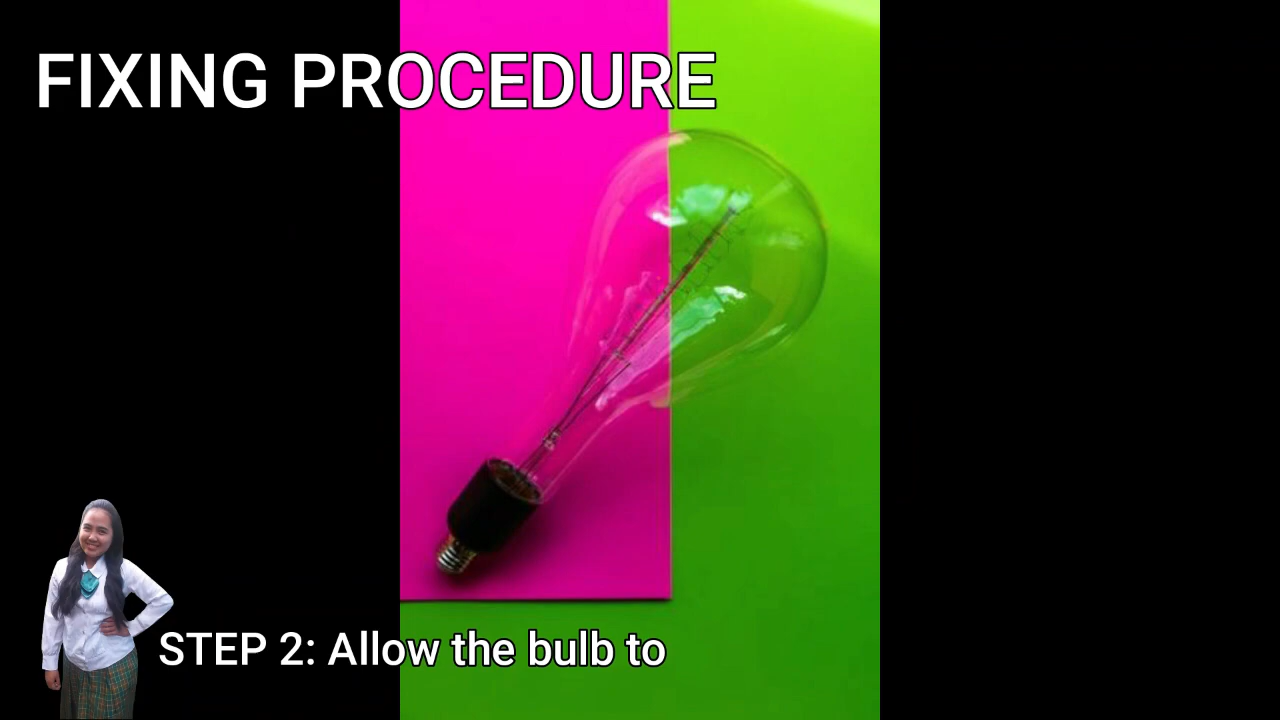 FIXING PROCEDURE
STEP 2: Allow the bulb to